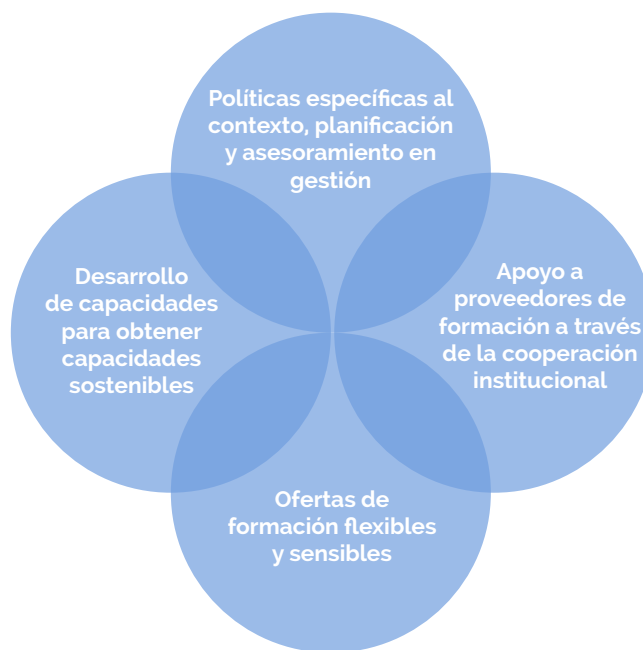 Políticas específicas al
contexto, planificación
y asesoramiento en
gestión
Desarrollo
de capacidades
para obtener
capacidades
sostenibles
Apoyo a
proveedores de
formación a través
de la cooperación
institucional
Ofertas de
formación flexibles
y sensibles